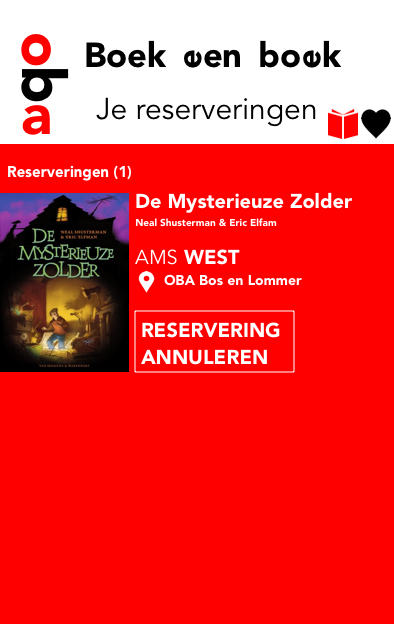 oba
Boek een boek
Je reserveringen
Reserveringen (1)
De Mysterieuze Zolder
Neal Shusterman & Eric Elfam
NEAL SHUSTERMAN
& ERIC ELFMAN
DE
MYSTERIEUZE
ZOLDER
AMS WEST
OBA Bos en Lommer
RESERVERING
ANNULEREN